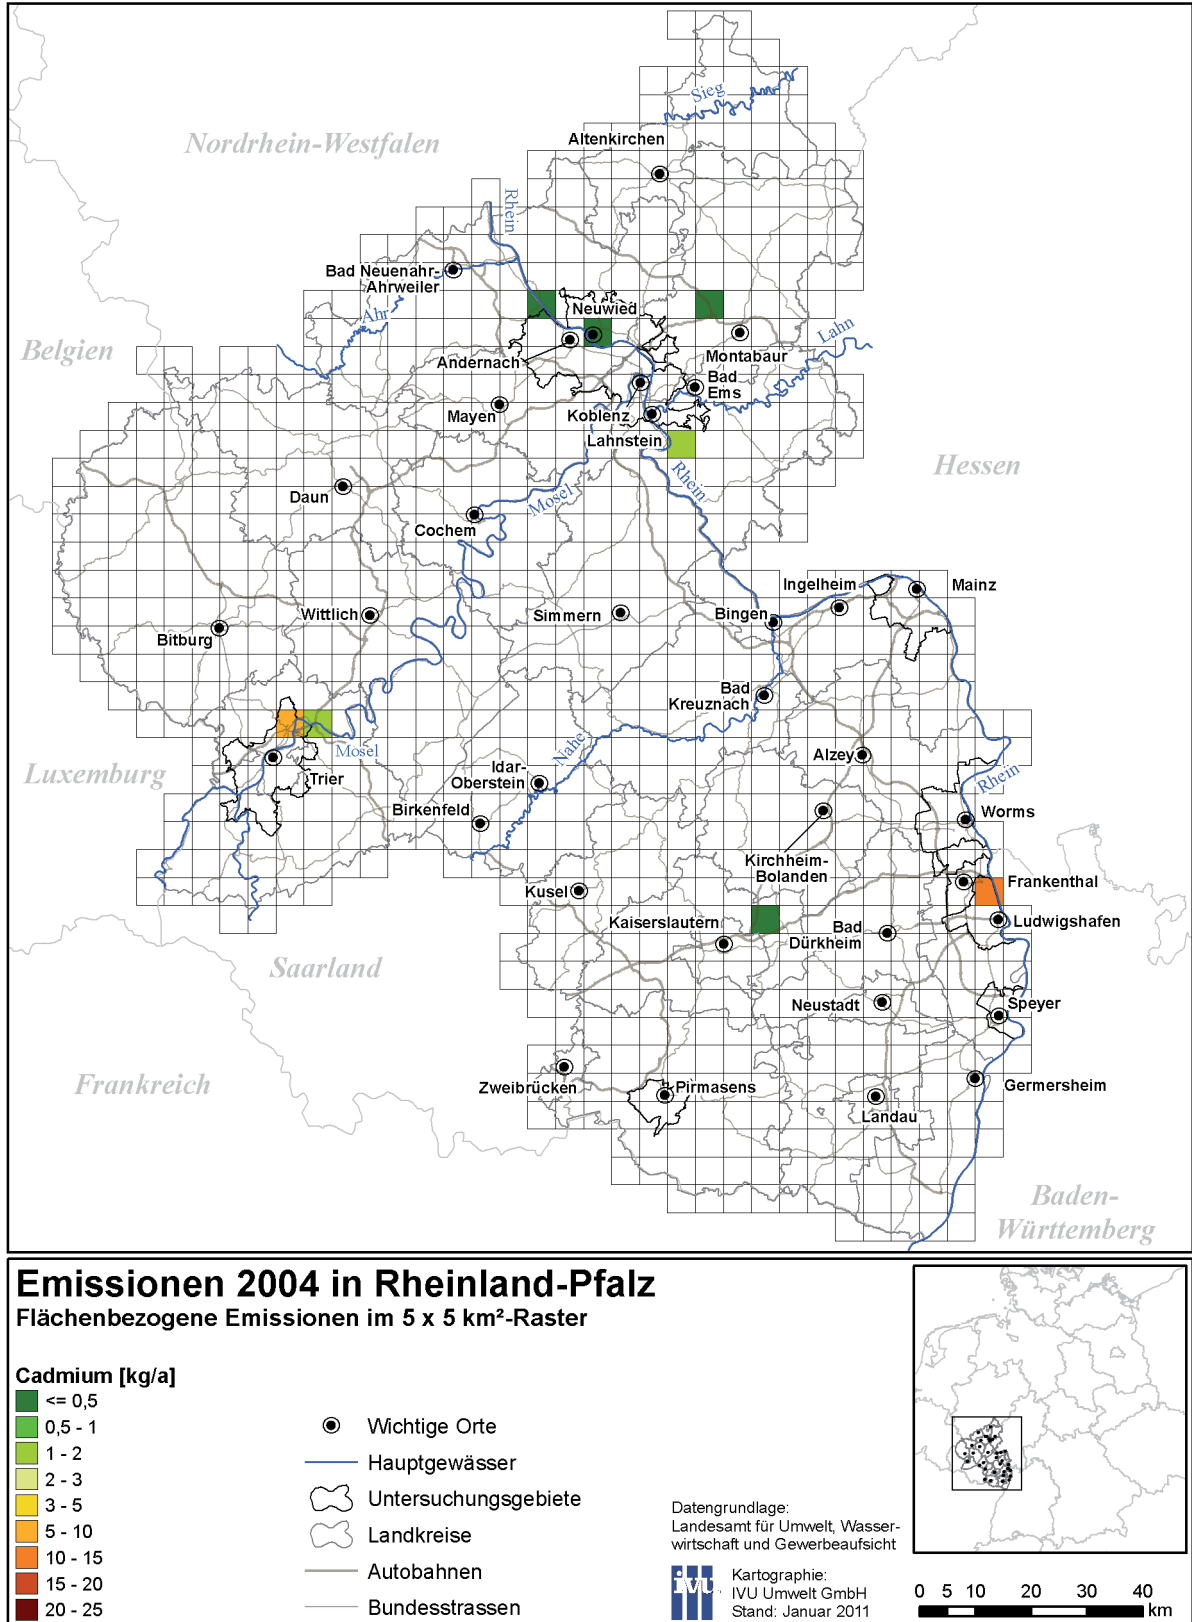 Sieg
Altenkirchen
Nordrhein-Westfalen
Rhein
Bad Neuenahr-
Ahrweiler
Ahr
Neuwied
Belgien
Lahn
Andernach
Montabaur
Bad
Ems
Mayen
Koblenz
Lahnstein
Hessen
Rhein
Daun
Mosel
Cochem
Ingelheim
Mainz
Wittlich
Simmern
Bingen
Bitburg
Bad
Kreuznach
Mosel
Nahe
Alzey
Luxemburg
Trier
Idar-
Oberstein
Rhein
Birkenfeld
Worms
Kirchheim-
Bolanden
Kusel
Frankenthal
Kaiserslautern
Bad
Dürkheim
Ludwigshafen
Saarland
Neustadt
Speyer
Frankreich
Zweibrücken
Pirmasens
Germersheim
Landau
Baden-
Württemberg
Emissionen 2004 in Rheinland-Pfalz
Flächenbezogene Emissionen im 5 x 5 km²-Raster
Cadmium [kg/a]
<= 0,5
0,5 - 1
1 - 2
2 - 3
3 - 5
5 - 10
10 - 15
15 - 20
20 - 25
Wichtige Orte
Hauptgewässer
Untersuchungsgebiete
Landkreise
Autobahnen
Bundesstrassen
Datengrundlage:
Landesamt für Umwelt, Wasser-
wirtschaft und Gewerbeaufsicht
ivu
Kartographie:
IVU Umwelt GmbH
Stand: Januar 2011
0 5 10 20 30 40
km